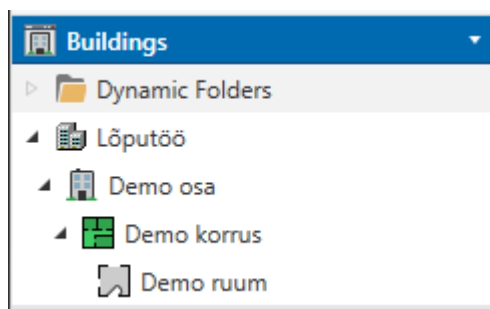 Buildings
Dynamic Folders
Lõputöö
Demo osa
Demo korrus
Demo ruum